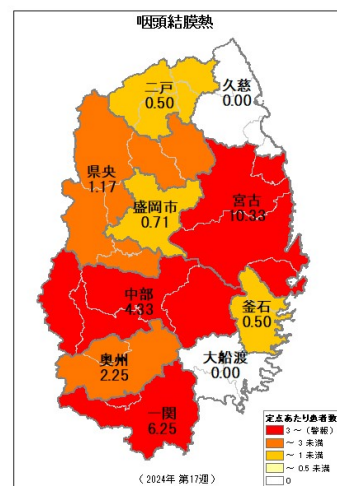 咽頭結膜熱
二戸
0.50
久慈
0.00
県央
1.17
盛岡市
0.71
宮古
10.33
中部
4.33
釜石
0.50
奥州
2.25
大船渡
0.00
一関
6.25
定点あたり患者数
3 ~ (警報)
~ 3 未満
~ 1 未満
~ 0.5 未満
0
(2024年 第17週)